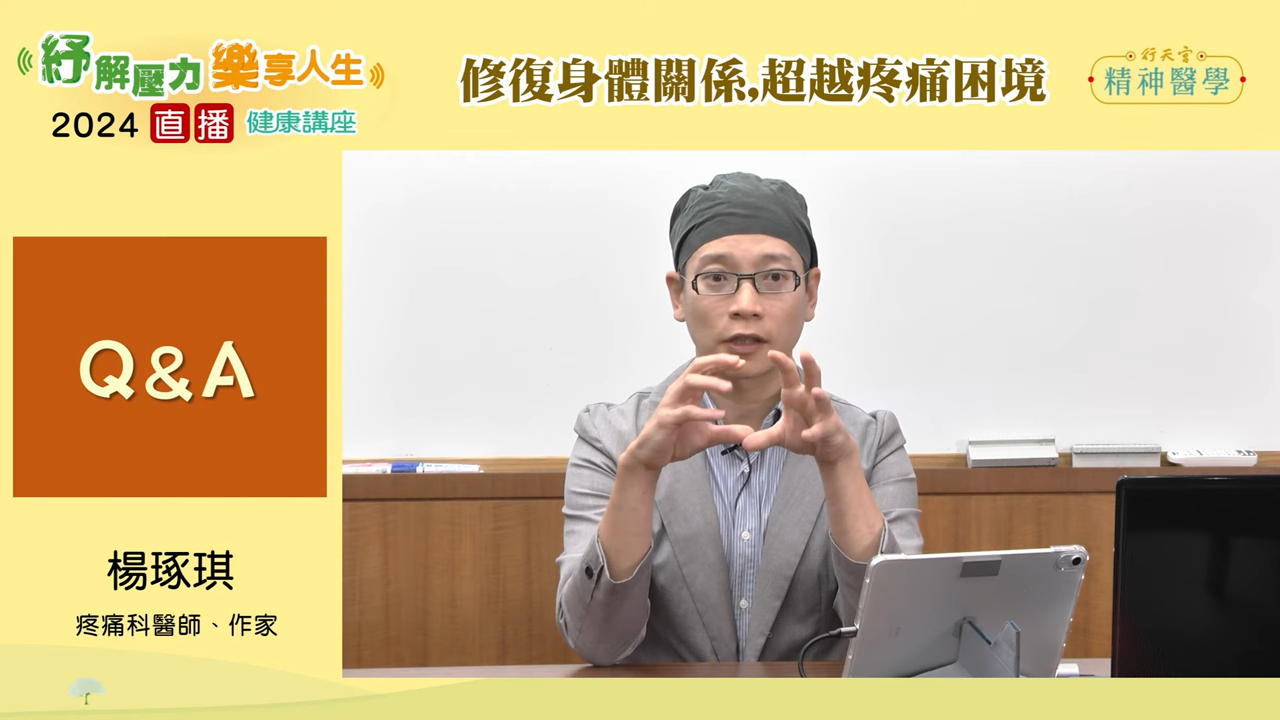 紓解壓力 樂享人生
2024 直播 健康講座
修復身體關係,超越疼痛困境
行天宮
精神醫學
Q&A
楊琢琪
疼痛科醫師、作家